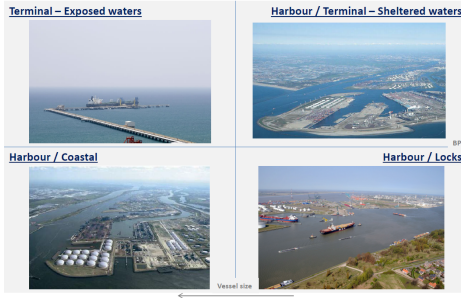 Terminal – Exposed waters
Harbour / Terminal – Sheltered waters
BP
Harbour / Coastal
Harbour / Locks
Vessel size